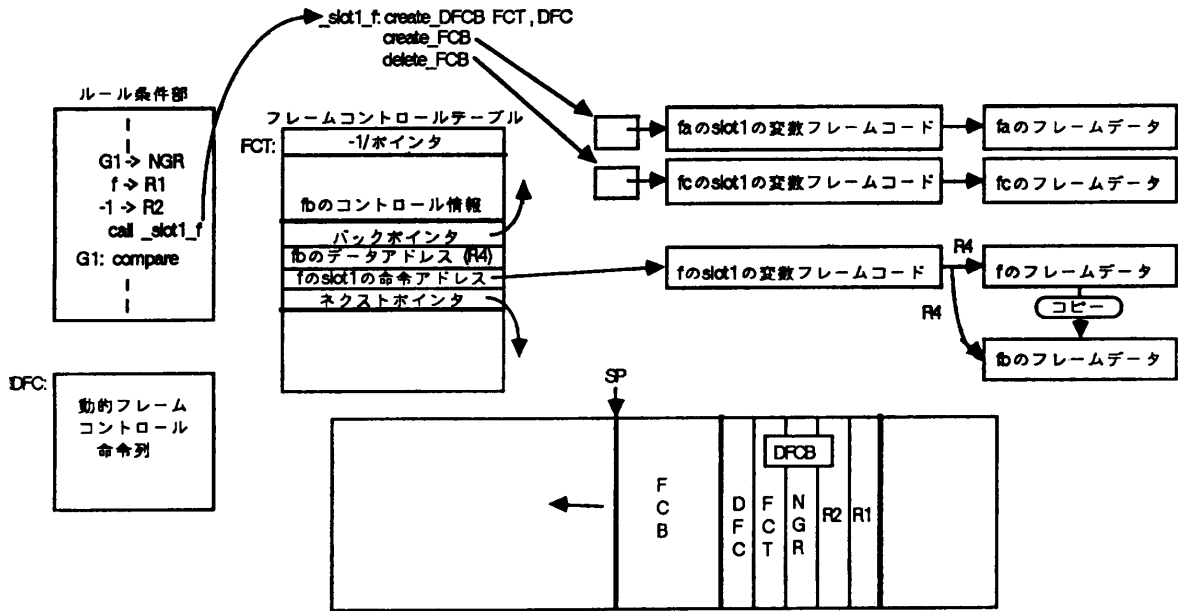 _slot1_f: create_DFCB FCT , DFC
create_FCB
delete_FCB
ルール条件部
G1 -> NGR
f -> R1
-1 -> R2
call _slot1_f
G1: compare
フレームコントロールテーブル
FCT:
-1/ポインタ
fbのコントロール情報
バックポインタ
fbのデータアドレス (R4)
fのslot1の命令アドレス
ネクストポインタ
faのslot1の変数フレームコード
faのフレームデータ
fcのslot1の変数フレームコード
fcのフレームデータ
fのslot1の変数フレームコード
R4
fのフレームデータ
コピー
R4
fbのフレームデータ
DFC:
動的フレーム
コントロール
命令列
SP
DFCB
FCB
DFC
FCT
NGR
R2
R1